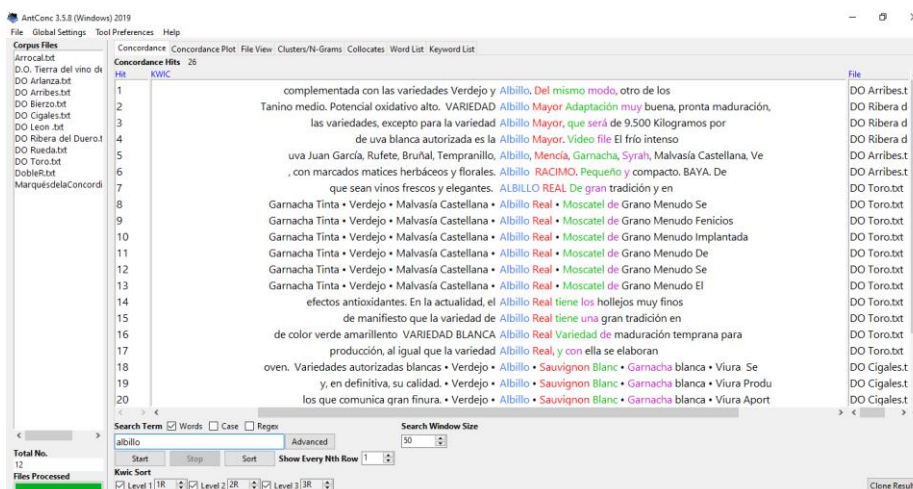 AntConc 3.5.8 (Windows) 2019
File Global Settings Tool Preferences Help
Corpus Files
Arrocal.txt
D.O. Tierra del vino de
DO Arlanza.txt
DO Arribes.txt
DO Bierzo.txt
DO Cigales.txt
DO Leon .txt
DO Ribera del Duero.t
DO Rueda.txt
DO Toro.txt
DobleR.txt
MarquésdelaConcordi
Total No.
12
Files Processed
Concordance Concordance Plot File View Clusters/N-Grams Collocates Word List Keyword List
Concordance Hits 26
Hit KWIC File
1 complementada con las variedades Verdejo y Albillo. Del mismo modo, otro de los DO Arribes.t
2 Tanino medio. Potencial oxidativo alto. VARIEDAD Albillo Mayor Adaptación muy buena, pronta maduración, DO Ribera d
3 las variedades, excepto para la variedad Albillo Mayor, que será de 9.500 Kilogramos por DO Ribera d
4 de uva blanca autorizada es la Albillo Mayor. Video file El frío intenso DO Ribera d
5 uva Juan García, Rufete, Bruñal, Tempranillo, Albillo, Mencía, Garnacha, Syrah, Malvasía Castellana, Ve DO Arribes.t
6 , con marcados matices herbáceos y florales. Albillo RACIMO. Pequeño y compacto. BAYA. De DO Arribes.t
7 que sean vinos frescos y elegantes. ALBILLO REAL De gran tradición y en DO Toro.txt
8 Garnacha Tinta • Verdejo • Malvasía Castellana • Albillo Real • Moscatel de Grano Menudo Se DO Toro.txt
9 Garnacha Tinta • Verdejo • Malvasía Castellana • Albillo Real • Moscatel de Grano Menudo Fenicios DO Toro.txt
10 Garnacha Tinta • Verdejo • Malvasía Castellana • Albillo Real • Moscatel de Grano Menudo Implantada DO Toro.txt
11 Garnacha Tinta • Verdejo • Malvasía Castellana • Albillo Real • Moscatel de Grano Menudo De DO Toro.txt
12 Garnacha Tinta • Verdejo • Malvasía Castellana • Albillo Real • Moscatel de Grano Menudo Se DO Toro.txt
13 Garnacha Tinta • Verdejo • Malvasía Castellana • Albillo Real • Moscatel de Grano Menudo El DO Toro.txt
14 efectos antioxidantes. En la actualidad, el Albillo Real tiene los hollejos muy finos DO Toro.txt
15 de manifiesto que la variedad de Albillo Real tiene una gran tradición en DO Toro.txt
16 de color verde amarillento VARIEDAD BLANCA Albillo Real Variedad de maduración temprana para DO Toro.txt
17 producción, al igual que la variedad Albillo Real, y con ella se elaboran DO Toro.txt
18 oven. Variedades autorizadas blancas • Verdejo • Albillo • Sauvignon Blanc • Garnacha blanca • Viura Se DO Cigales.t
19 y, en definitiva, su calidad. • Verdejo • Albillo • Sauvignon Blanc • Garnacha blanca • Viura Produ DO Cigales.t
20 los que comunica gran finura. • Verdejo • Albillo • Sauvignon Blanc • Garnacha blanca • Viura Aport DO Cigales.t
Search Term Words Case Regex Search Window Size
albillo Advanced 50
Start Stop Sort Show Every Nth Row 1
Kwic Sort
Level 1 1R Level 2 2R Level 3 3R Clone Result